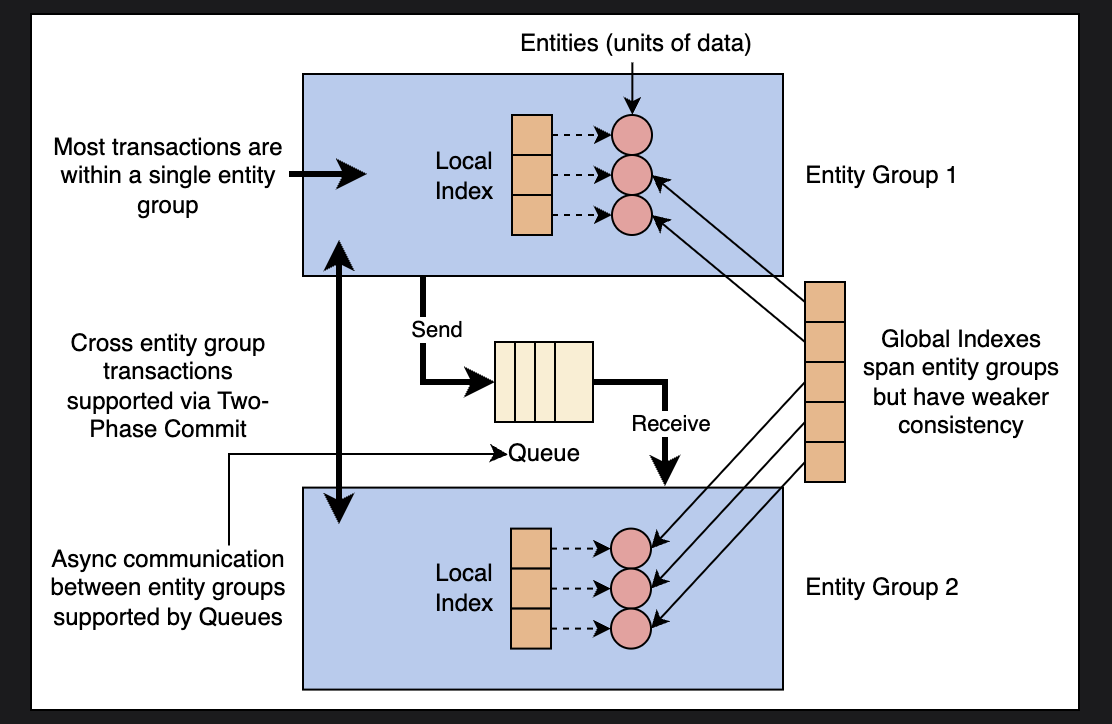 Entities (units of data)
Most transactions are
within a single entity
group
Local
Index
Entity Group 1
Send
Cross entity group
transactions
supported via Two-
Phase Commit
Global Indexes
span entity groups
but have weaker
consistency
Receive
Queue
Async communication
between entity groups
supported by Queues
Local
Index
Entity Group 2